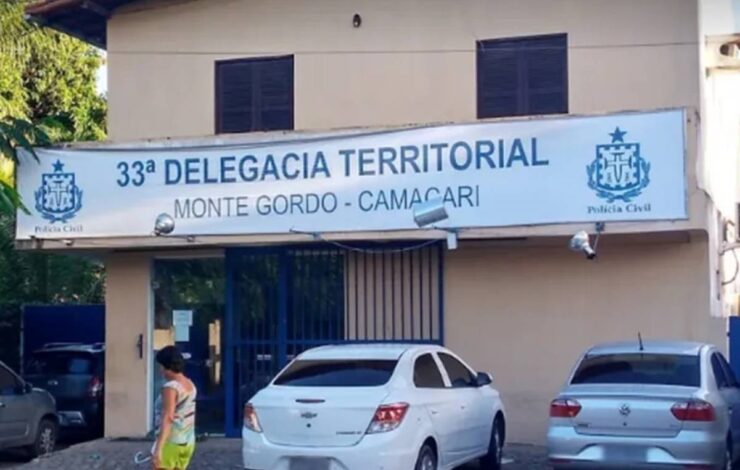 33ª DELEGACIA TERRITORIAL
MONTE GORDO - CAMAÇARI
Polícia Civil
Polícia Civil